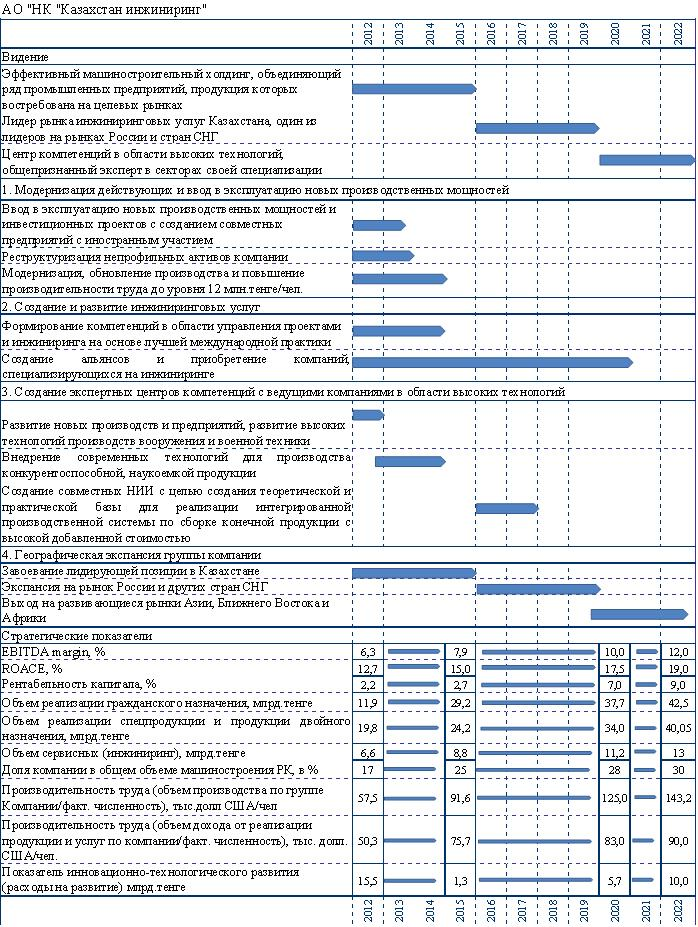 АО "НК "Казахстан инжиниринг"
2012 2013 2014 2015 2016 2017 2018 2019 2020 2021 2022
Видение
Эффективный машиностроительный холдинг, объединяющий
ряд промышленных предприятий, продукция которых
востребована на целевых рынках
Лидер рынка инжиниринговых услуг Казахстана, один из
лидеров на рынках России и стран СНГ
Центр компетенций в области высоких технологий,
общепризнанный эксперт в секторах своей специализации
1. Модернизация действующих и ввод в эксплуатацию новых производственных мощностей
Ввод в эксплуатацию новых производственных мощностей и
инвестиционных проектов с созданием совместных
предприятий с иностранным участием
Реструктуризация непрофильных активов компании
Модернизация, обновление производства и повышение
производительности труда до уровня 12 млн.тенге/чел.
2. Создание и развитие инжиниринговых услуг
Формирование компетенций в области управления проектами
и инжиниринга на основе лучшей международной практики
Создание альянсов и приобретение компаний,
специализирующихся на инжиниринге
3. Создание экспертных центров компетенций с ведущими компаниями в области высоких технологий
Развитие новых производств и предприятий, развитие высоких
технологий производств вооружения и военной техники
Внедрение современных технологий для производства
конкурентоспособной, наукоемкой продукции
Создание совместных НИИ с целью создания теоретической и
практической базы для реализации интегрированной
производственной системы по сборке конечной продукции с
высокой добавленной стоимостью
4. Географическая экспансия группы компании
Завоевание лидирующей позиции в Казахстане
Экспансия на рынок России и других стран СНГ
Выход на развивающиеся рынки Азии, Ближнего Востока и
Африки
Стратегические показатели
EBITDA margin, % 6,3 7,9 10,0 12,0
ROACE, % 12,7 15,0 17,5 19,0
Рентабельность капитала, % 2,2 2,7 7,0 9,0
Объем реализации гражданского назначения, млрд.тенге 11,9 29,2 37,7 42,5
Объем реализации спецпродукции и продукции двойного
назначения, млрд.тенге 19,8 24,2 34,0 40,05
Объем сервисных (инжиниринг), млрд.тенге 6,6 8,8 11,2 13
Доля компании в общем объеме машиностроения РК, в % 17 25 28 30
Производительность труда (объем производства по группе
Компании/факт. численность), тыс.долл США/чел 57,5 91,6 125,0 143,2
Производительность труда (объем дохода от реализации
продукции и услуг по компании/факт. численность), тыс. долл.
США/чел. 50,3 75,7 83,0 90,0
Показатель инновационно-технологического развития
(расходы на развитие) млрд.тенге 15,5 1,3 5,7 10,0
2012 2013 2014 2015 2016 2017 2018 2019 2020 2021 2022